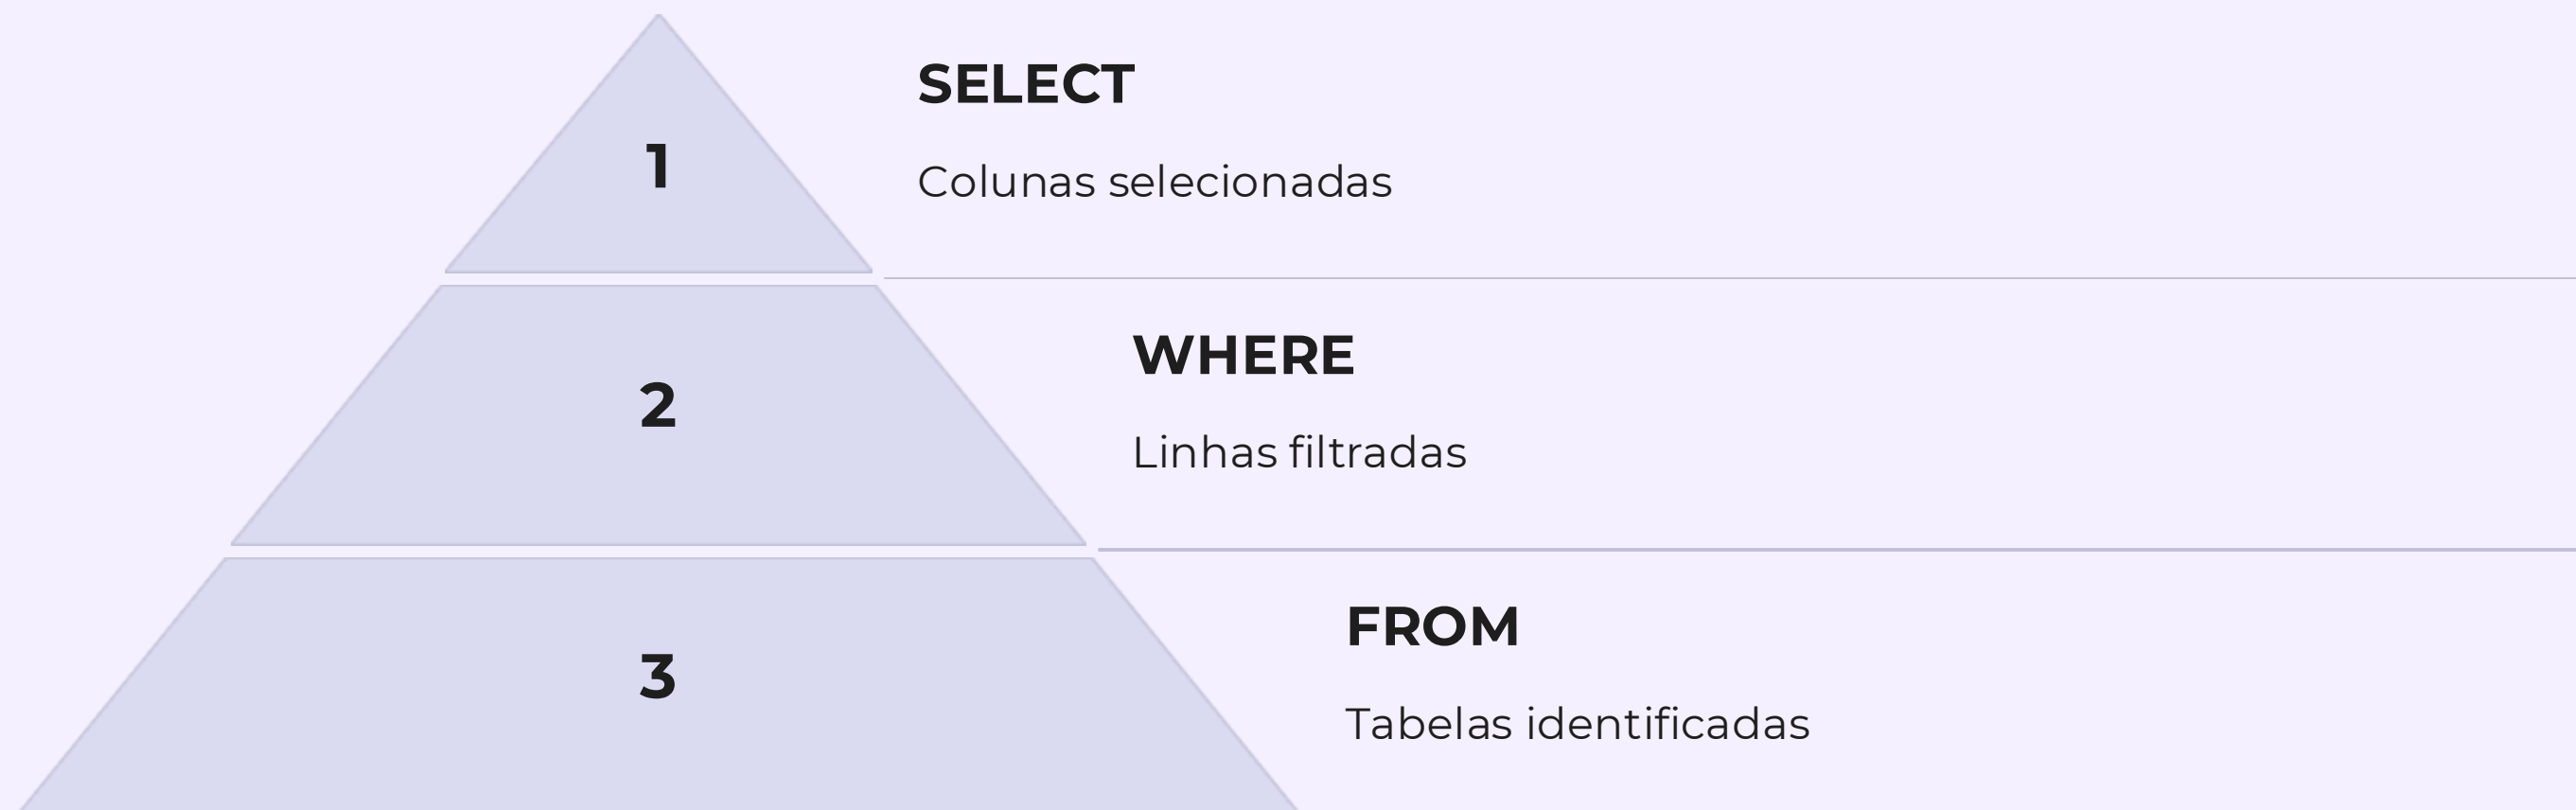 1
SELECT
Colunas selecionadas
2
WHERE
Linhas filtradas
3
FROM
Tabelas identificadas